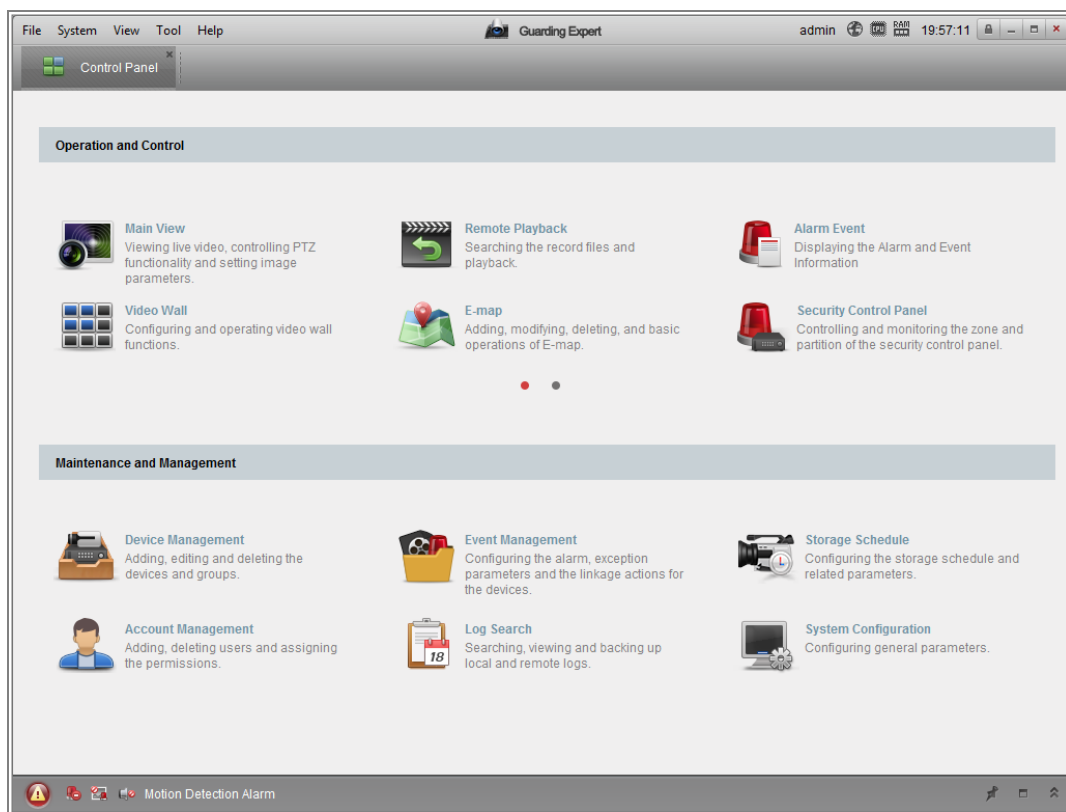 File System View Tool Help Guarding Expert admin CPU RAM 19:57:11
Control Panel
Operation and Control
Main View
Viewing live video, controlling PTZ
functionality and setting image
parameters.
Remote Playback
Searching the record files and
playback.
Alarm Event
Displaying the Alarm and Event
Information
Video Wall
Configuring and operating video wall
functions.
E-map
Adding, modifying, deleting, and basic
operations of E-map.
Security Control Panel
Controlling and monitoring the zone and
partition of the security control panel.
Maintenance and Management
Device Management
Adding, editing and deleting the
devices and groups.
Event Management
Configuring the alarm, exception
parameters and the linkage actions for
the devices.
Storage Schedule
Configuring the storage schedule and
related parameters.
Account Management
Adding, deleting users and assigning
the permissions.
18
Log Search
Searching, viewing and backing up
local and remote logs.
System Configuration
Configuring general parameters.
Motion Detection Alarm